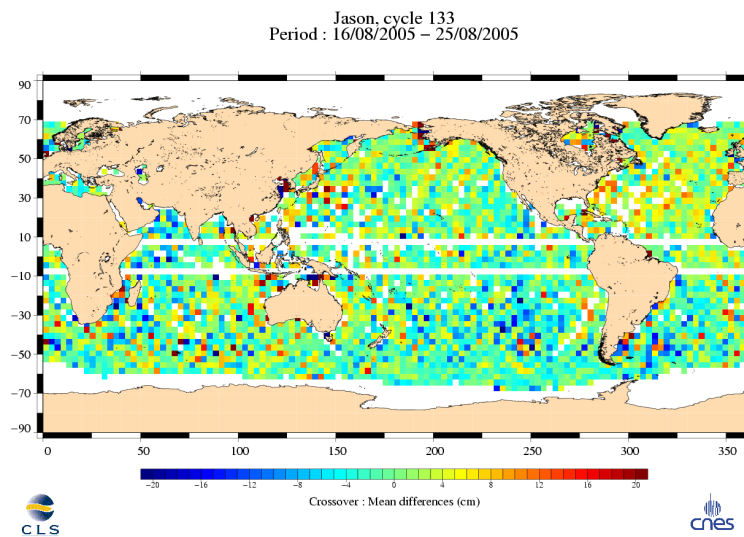 Jason, cycle 133
Period : 16/08/2005 − 25/08/2005
90
70
50
30
10
−10
−30
−50
−70
−90
0 50 100 150 200 250 300 350
−20 −16 −12 −8 −4 0 4 8 12 16 20
Crossover : Mean differences (cm)
CLS
cnes